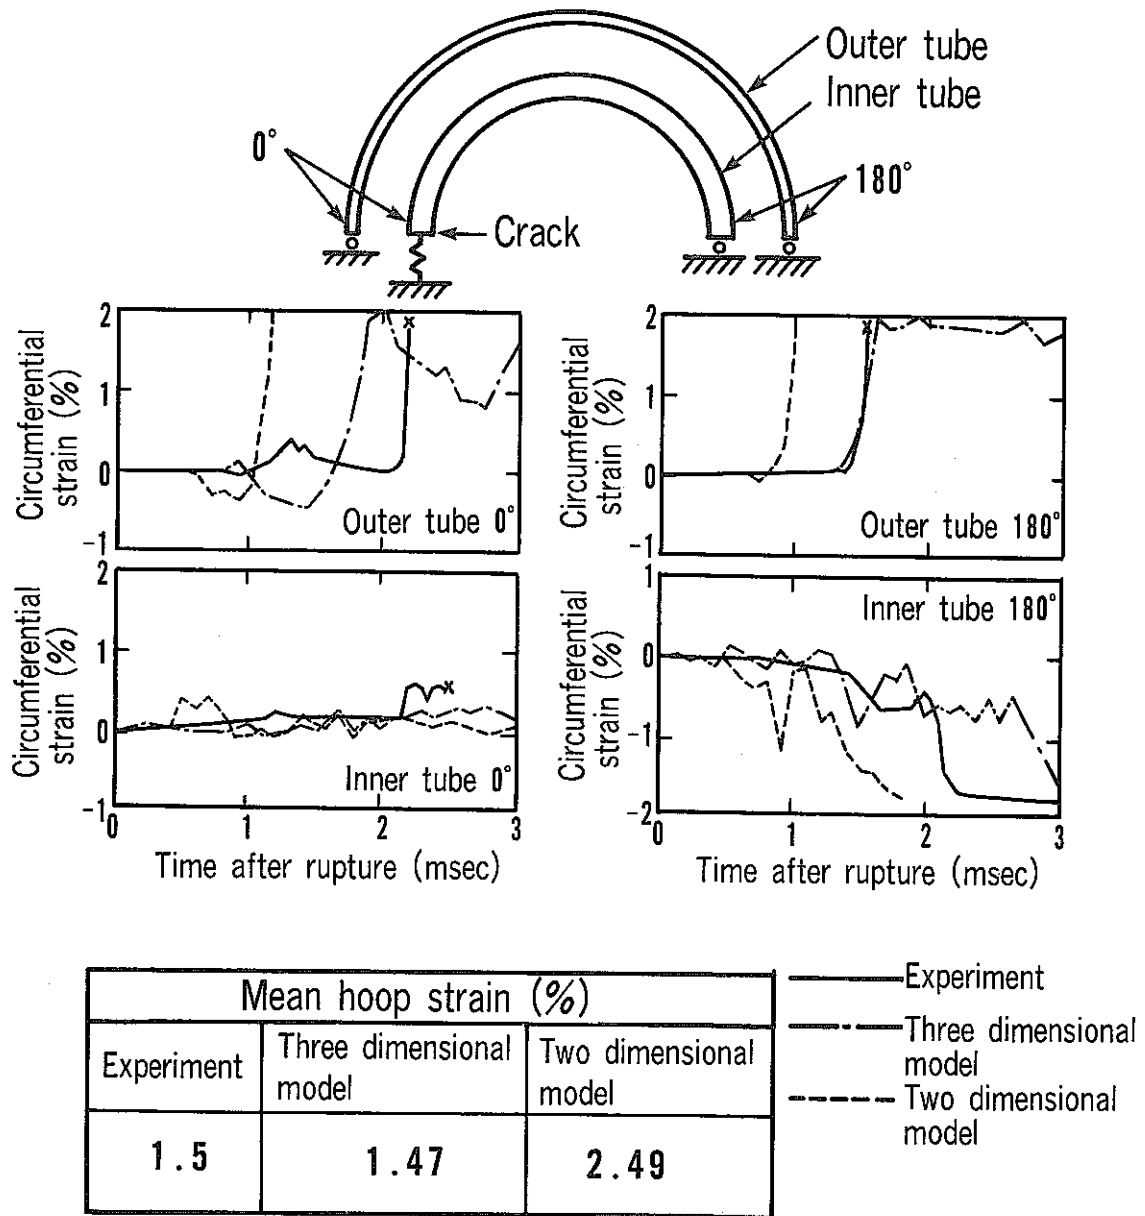 Outer tube
Inner tube
0°
180°
Crack
Circumferential
strain (%)
2
1
0
-1
Outer tube 0°
Circumferential
strain (%)
2
1
0
-1
Outer tube 180°
Circumferential
strain (%)
2
1
0
-1
Inner tube 0°
0
1
2
3
Time after rupture (msec)
Circumferential
strain (%)
1
0
-1
-2
Inner tube 180°
0
1
2
3
Time after rupture (msec)
Mean hoop strain (%)
Experiment
Three dimensional
model
Two dimensional
model
1.5
1.47
2.49
Experiment
Three dimensional
model
Two dimensional
model